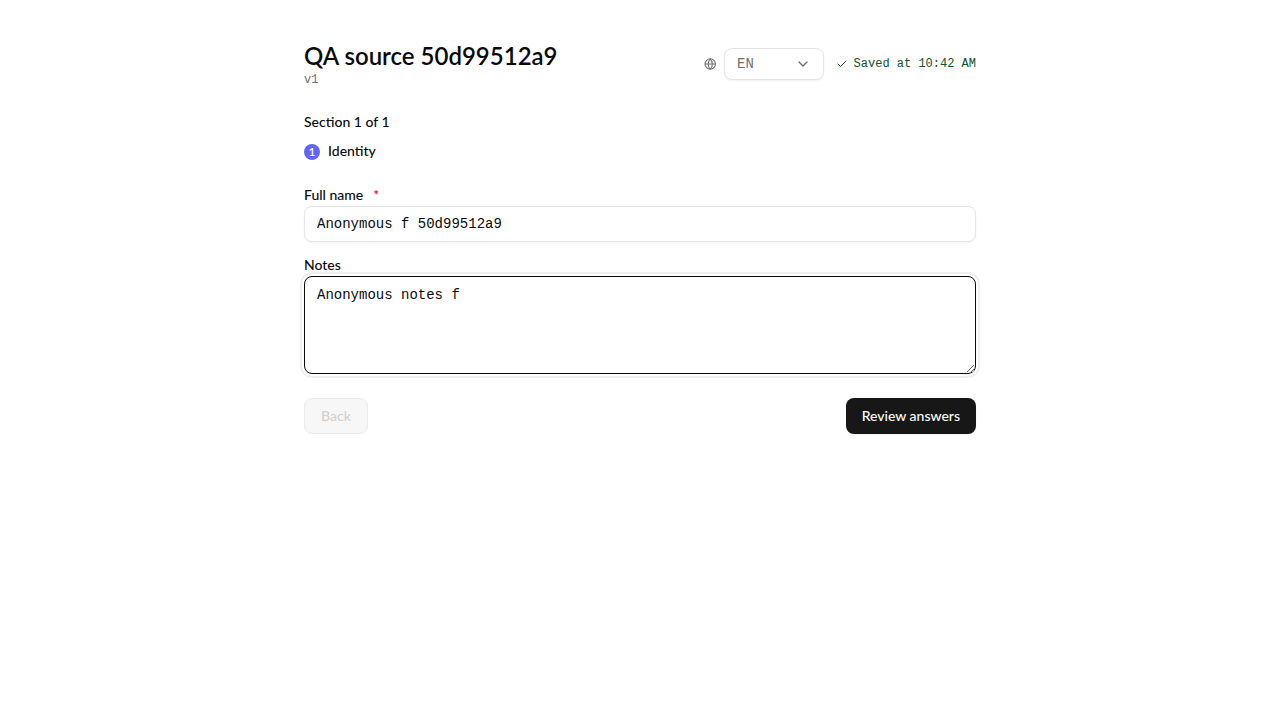 QA source 50d99512a9
v1
EN
Saved at 10:42 AM
Section 1 of 1
1 Identity
Full name *
Anonymous f 50d99512a9
Notes
Anonymous notes f
Back
Review answers